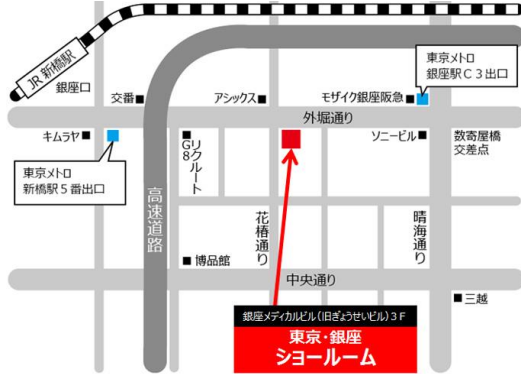 JR 新橋駅
銀座口
交番
アシックス
モザイク銀座阪急
東京メトロ
銀座駅C3出口
外堀通り
キムラヤ
リクルート
G8
ソニービル
数寄屋橋
交差点
東京メトロ
新橋駅5番出口
高速道路
花椿通り
晴海通り
博品館
中央通り
三越
銀座メディカルビル(旧ぎょうせいビル)3F
東京・銀座
ショールーム